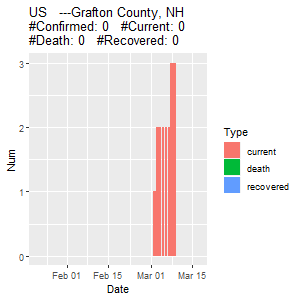 US   ---Grafton County, NH
#Confirmed: 0   #Current: 0
#Death: 0   #Recovered: 0
3
2
1
0
Num
Feb 01
Feb 15
Mar 01
Mar 15
Date
Type
current
death
recovered